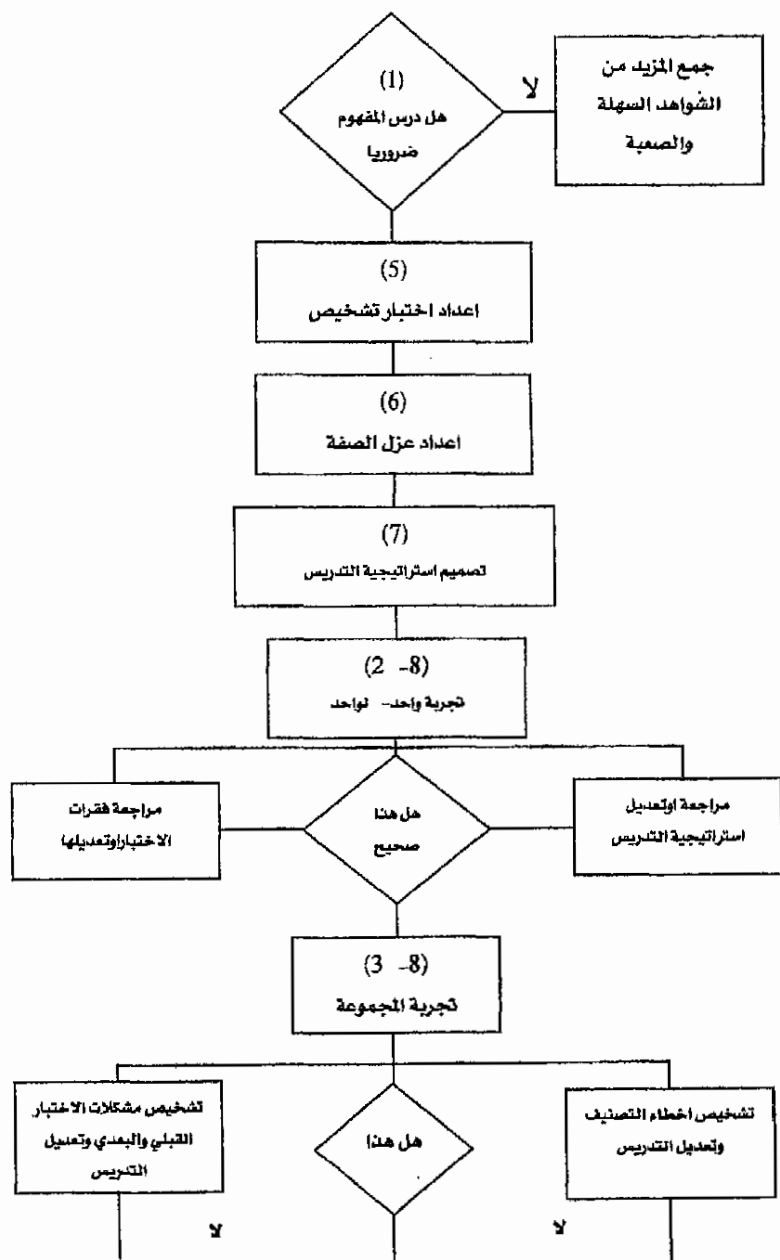 (1)
هل درس المفهوم
ضروريا
لا
جمع المزيد من
الشواهد السهلة
والصعبة
(5)
اعداد اختبار تشخيص
(6)
اعداد عزل الصفة
(7)
تصميم استراتيجية التدريس
(8- 2)
تجربة واحد- لواحد
مراجعة اوتعديل
استراتيجية التدريس
هل هذا
صحيح
مراجعة فقرات
الاختباراوتعديلها
(8- 3)
تجربة المجموعة
تشخيص اخطاء التصنيف
وتعديل التدريس
هل هذا
تشخيص مشكلات الاختبار
القبلي والبعدي وتعديل
التدريس
لا
لا